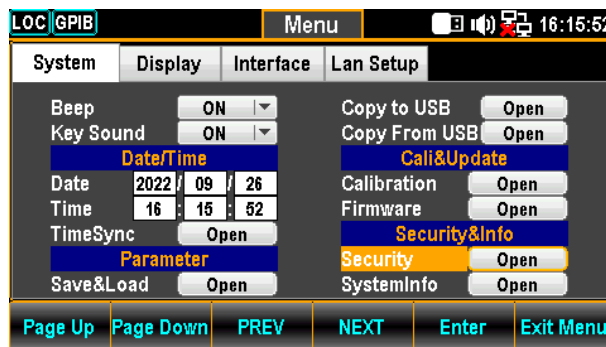 LOC GPIB Menu 16:15:52
System Display Interface Lan Setup
Beep ON Copy to USB Open
Key Sound ON Copy From USB Open
Date/Time Cali&Update
Date 2022 / 09 / 26 Calibration Open
Time 16 : 15 : 52 Firmware Open
TimeSync Open Security&Info
Parameter Security Open
Save&Load Open SystemInfo Open
Page Up Page Down PREV NEXT Enter Exit Menu